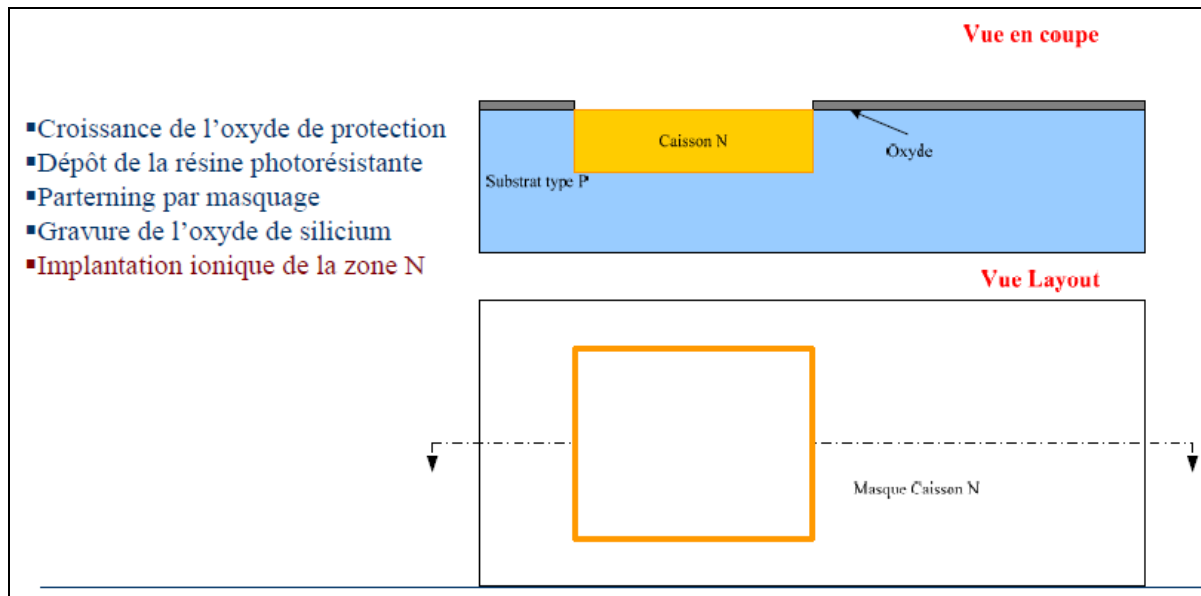 Vue en coupe
▪Croissance de l'oxyde de protection
▪Dépôt de la résine photorésistante
▪Parterning par masquage
▪Gravure de l'oxyde de silicium
▪Implantation ionique de la zone N
Caisson N
Oxyde
Substrat type P
Vue Layout
Masque Caisson N